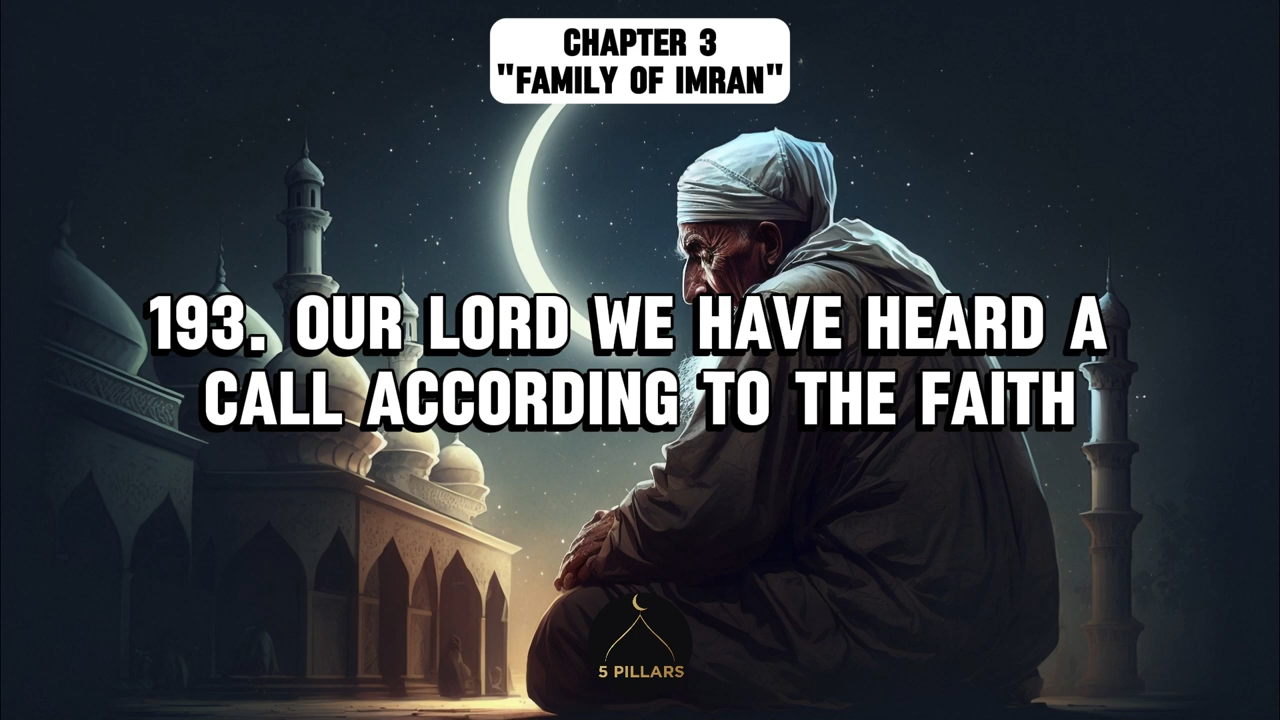 CHAPTER 3
"FAMILY OF IMRAN"
193. OUR LORD WE HAVE HEARD A
CALL ACCORDING TO THE FAITH
5 PILLARS